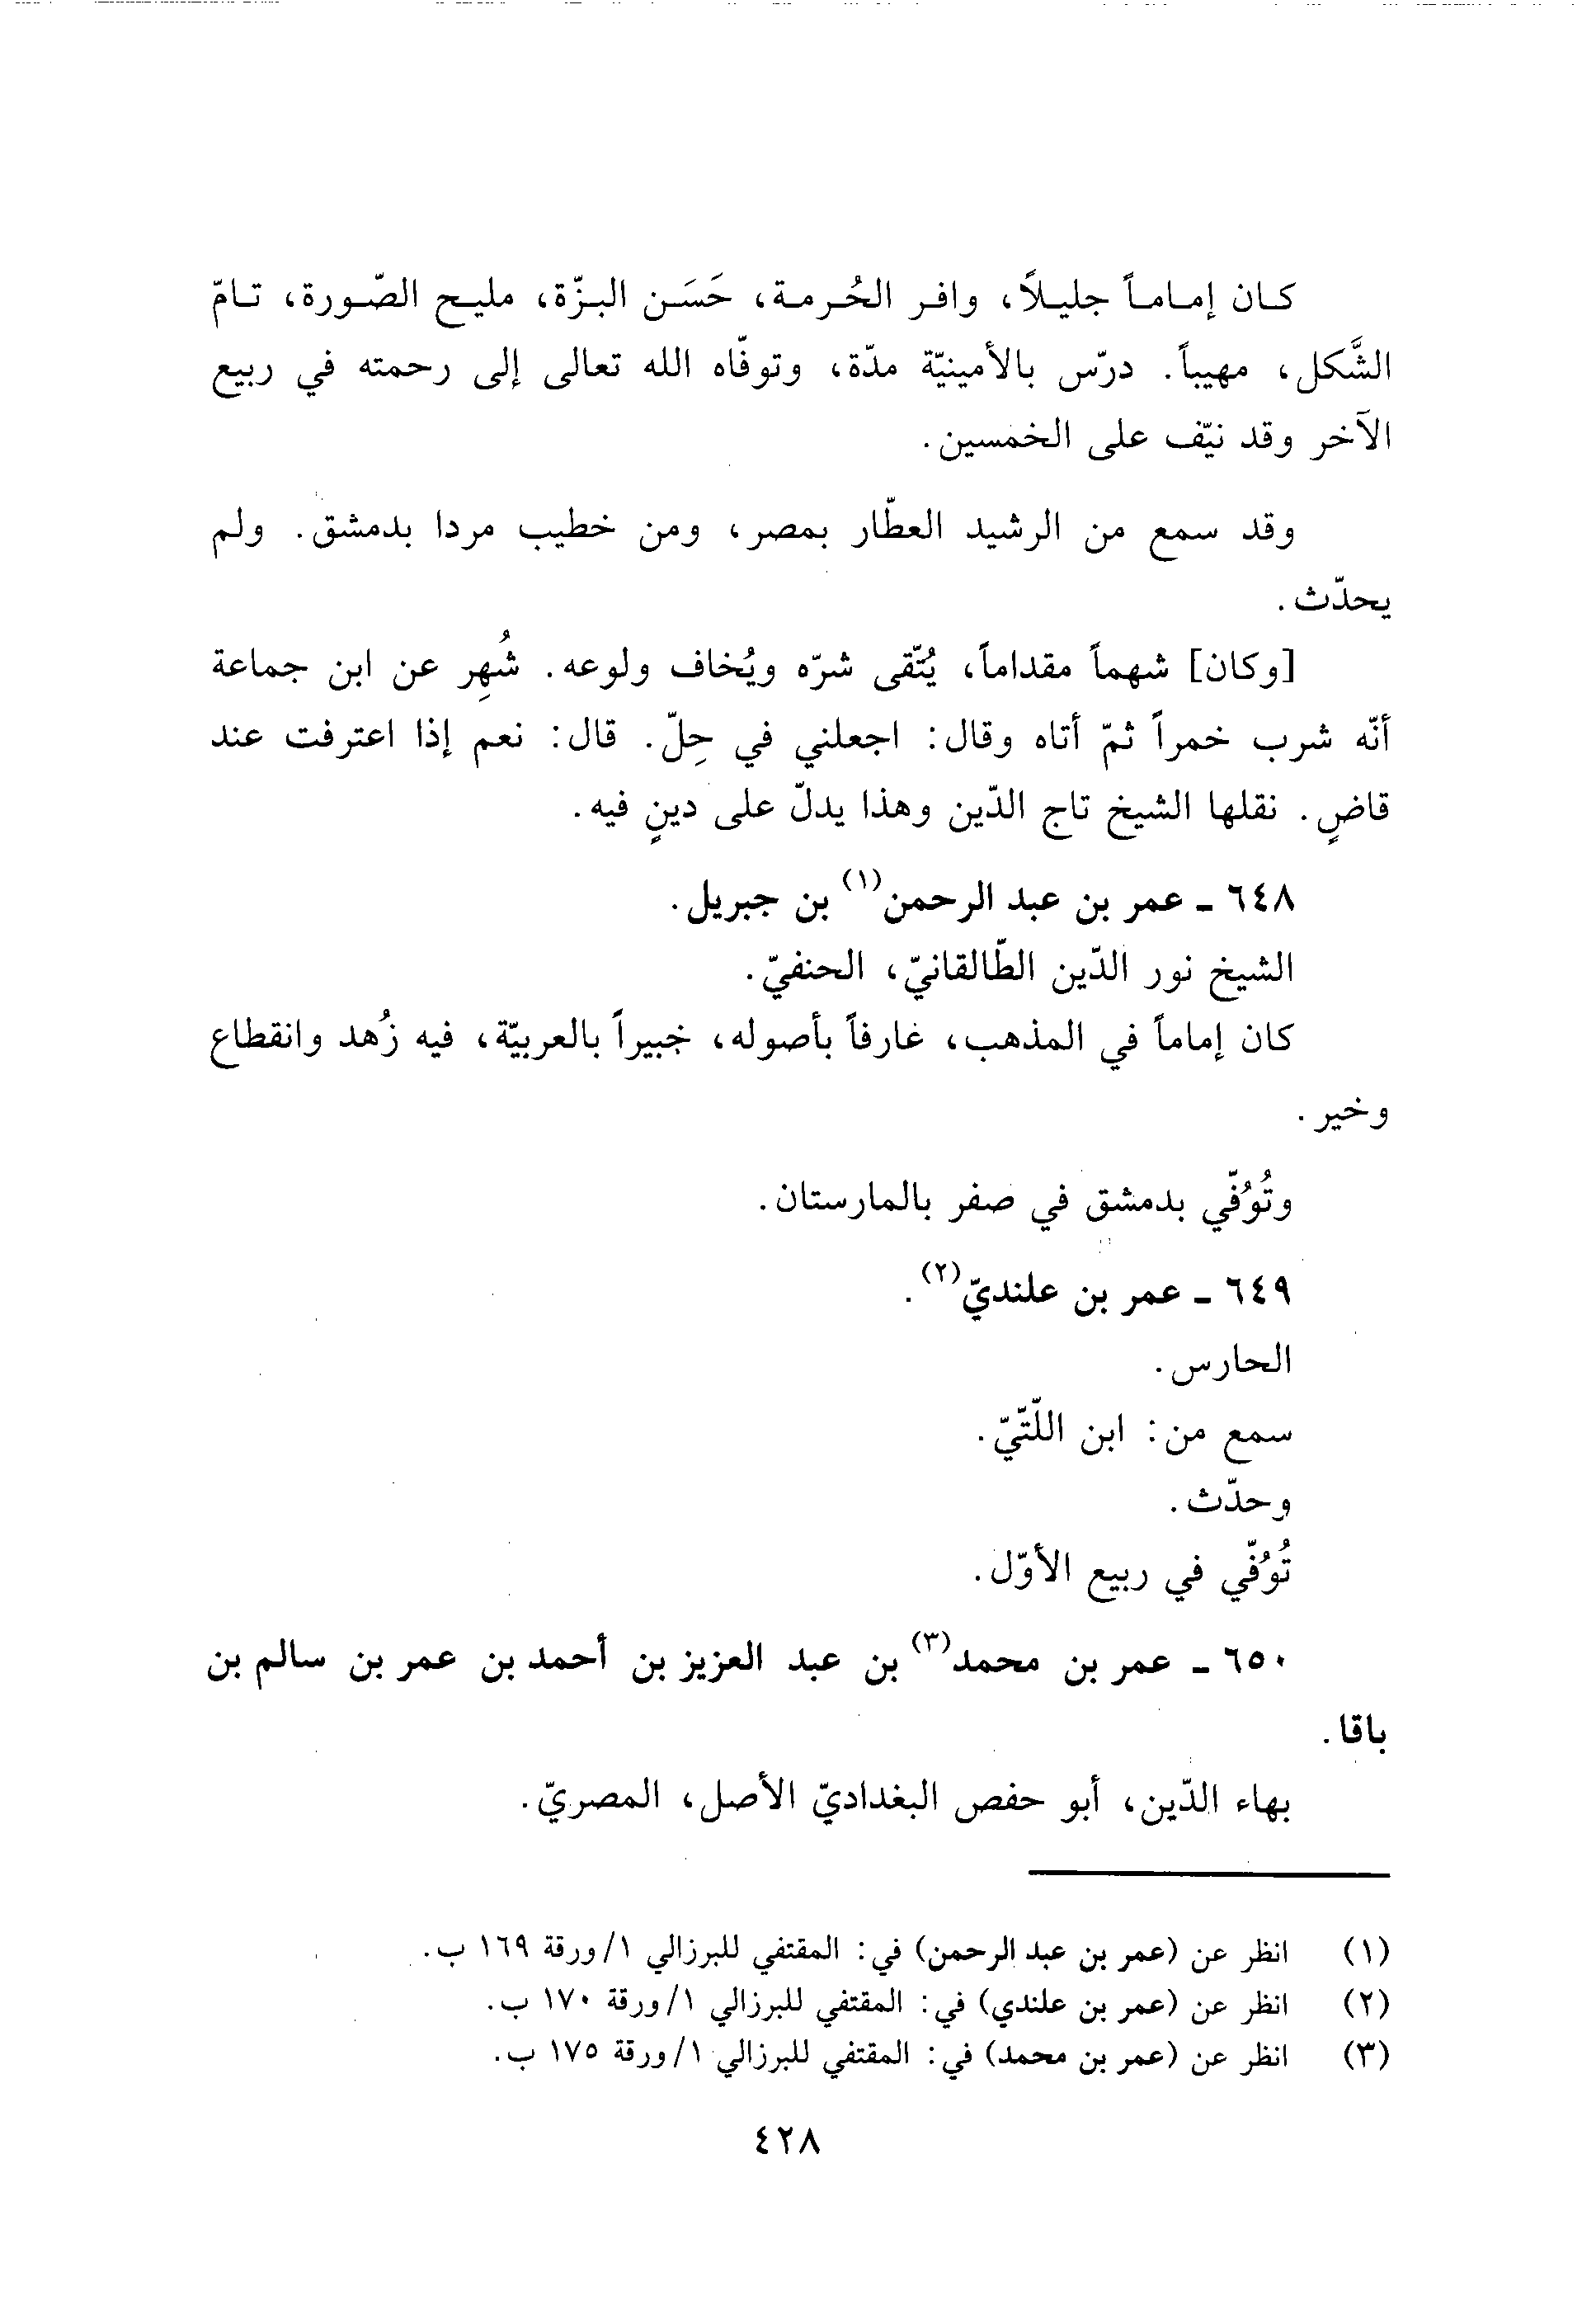 كان إماماً جليلاً، وافر الحُرمة، حَسَن البزّة، مليح الصّورة، تامّ
الشَّكل، مهيباً. درّس بالأمينيّة مدّة، وتوفّاه الله تعالى إلى رحمته في ربيع
الآخر وقد نيّف على الخمسين.
وقد سمع من الرشيد العطّار بمصر، ومن خطيب مردا بدمشق. ولم
يحدّث.
[وكان] شهماً مقداماً، يُتّقى شرّه ويُخاف ولوعه. شُهِر عن ابن جماعة
أنّه شرب خمراً ثمّ أتاه وقال: اجعلني في حِلّ. قال: نعم إذا اعترفت عند
قاضٍ. نقلها الشيخ تاج الدّين وهذا يدلّ على دينٍ فيه.
٦٤٨ ـ عمر بن عبد الرحمن(١) بن جبريل.
الشيخ نور الدّين الطّالقانيّ، الحنفيّ.
كان إماماً في المذهب، عارفاً بأصوله، خبيراً بالعربيّة، فيه زُهد وانقطاع
وخير.
وتُوُفّي بدمشق في صفر بالمارستان.
٦٤٩ ـ عمر بن علنديّ(٢).
الحارس.
سمع من: ابن اللّتّيّ.
وحدّث.
تُوُفّي في ربيع الأوّل.
٦٥٠ ـ عمر بن محمد(٣) بن عبد العزيز بن أحمد بن عمر بن سالم بن
باقا.
بهاء الدّين، أبو حفص البغداديّ الأصل، المصريّ.
(١) انظر عن (عمر بن عبد الرحمن) في: المقتفي للبرزالي ١/ورقة ١٦٩ ب.
(٢) انظر عن (عمر بن علندي) في: المقتفي للبرزالي ١/ورقة ١٧٠ ب.
(٣) انظر عن (عمر بن محمد) في: المقتفي للبرزالي ١/ورقة ١٧٥ ب.
٤٢٨